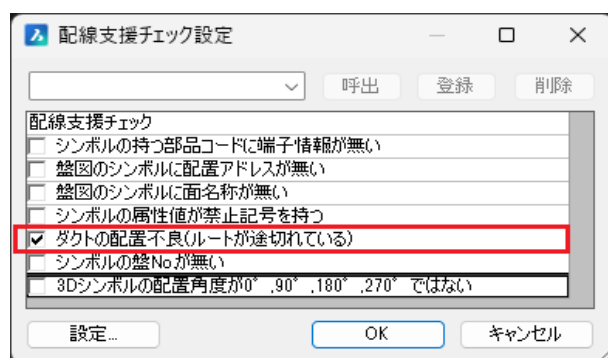 配線支援チェック設定
呼出 登録 削除
配線支援チェック
シンボルの持つ部品コードに端子情報が無い
盤図のシンボルに配置アドレスが無い
盤図のシンボルに面名称が無い
シンボルの属性値が禁止記号を持つ
ダクトの配置不良(ルートが途切れている)
シンボルの盤Noが無い
3Dシンボルの配置角度が0°,90°,180°,270°ではない
設定... OK キャンセル